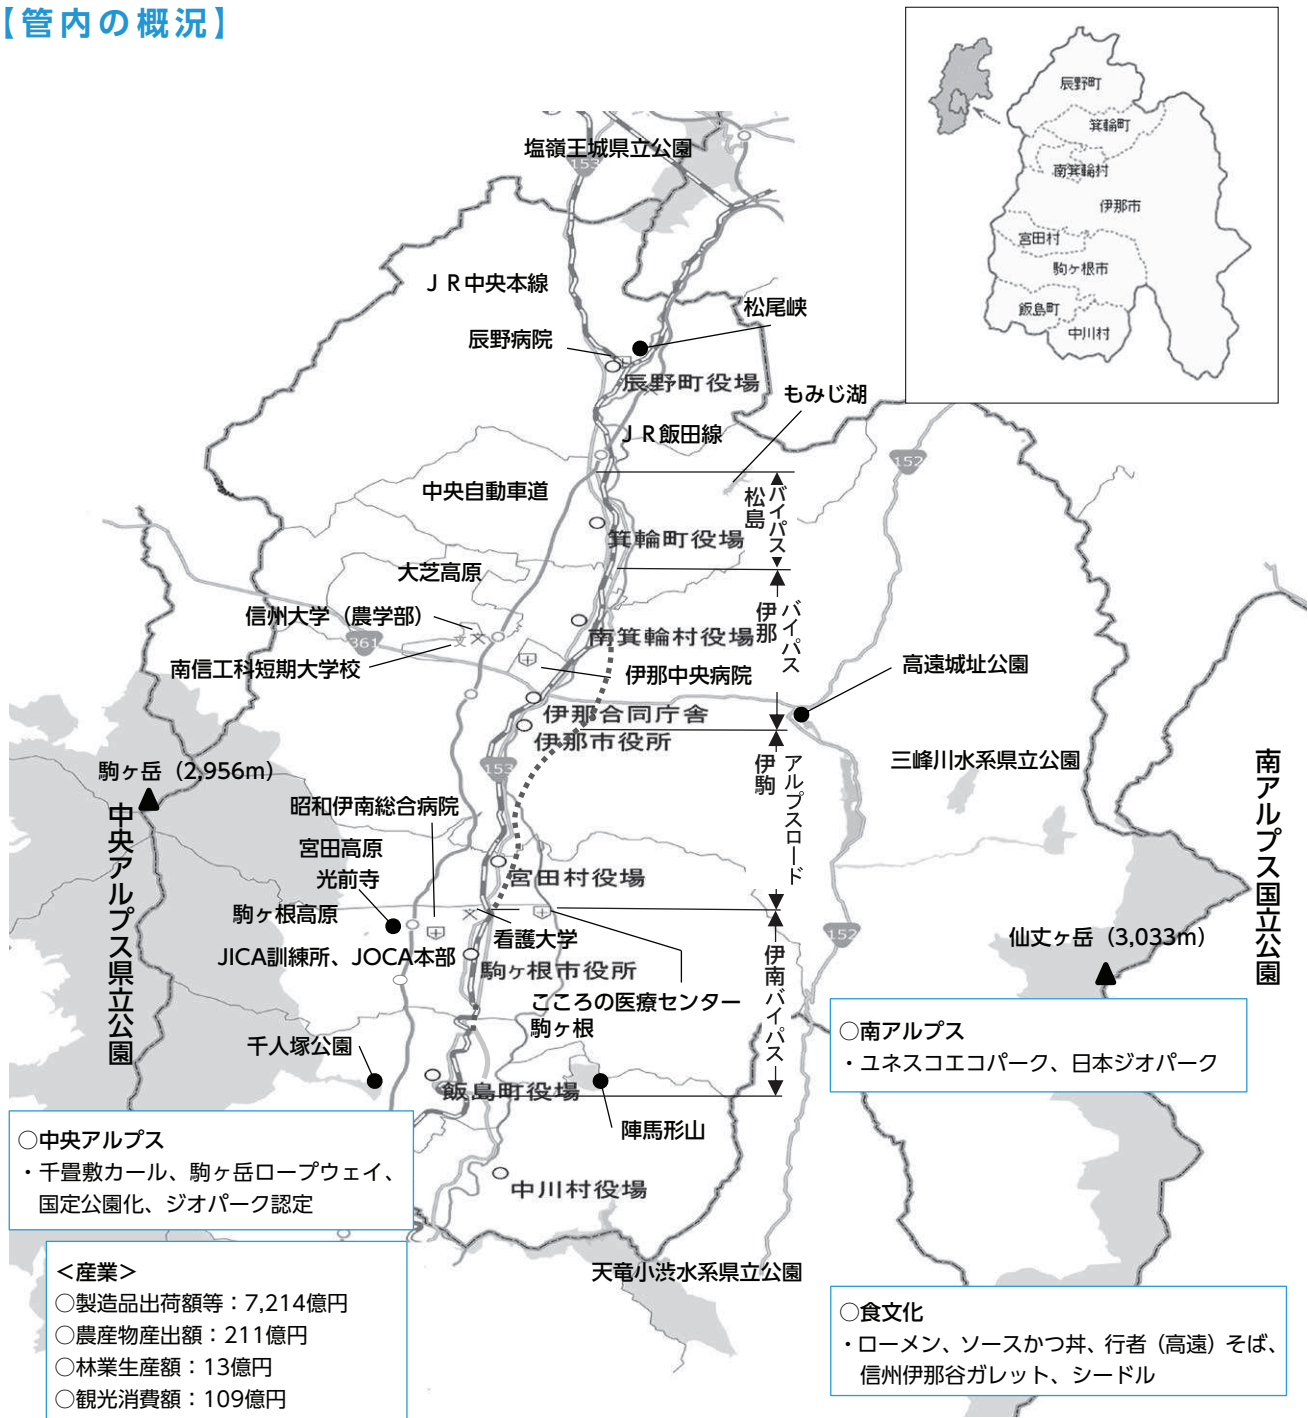 【管内の概況】
辰野町
箕輪町
南箕輪村
伊那市
宮田村
駒ヶ根市
飯島町
中川村
塩嶺王城県立公園
153
ＪＲ中央本線
松尾峡
辰野病院
辰野町役場
もみじ湖
ＪＲ飯田線
152
中央自動車道
松島
バイパス
箕輪町役場
大芝高原
伊那
バイパス
信州大学（農学部）
361
南箕輪村役場
南信工科短期大学校
伊那中央病院
高遠城址公園
伊那合同庁舎
伊那市役所
153
三峰川水系県立公園
駒ヶ岳（2,956m）
伊駒
アルプスロード
南アルプス国立公園
中央アルプス県立公園
昭和伊南総合病院
宮田高原
光前寺
宮田村役場
駒ヶ根高原
看護大学
152
仙丈ヶ岳（3,033m）
JICA訓練所、JOCA本部
駒ヶ根市役所
伊南バイパス
こころの医療センター
駒ヶ根
千人塚公園
飯島町役場
陣馬形山
○南アルプス
・ユネスコエコパーク、日本ジオパーク
○中央アルプス
・千畳敷カール、駒ヶ岳ロープウェイ、
国定公園化、ジオパーク認定
中川村役場
天竜小渋水系県立公園
＜産業＞
○製造品出荷額等：7,214億円
○農産物産出額：211億円
○林業生産額：13億円
○観光消費額：109億円
○食文化
・ローメン、ソースかつ丼、行者（高遠）そば、
信州伊那谷ガレット、シードル